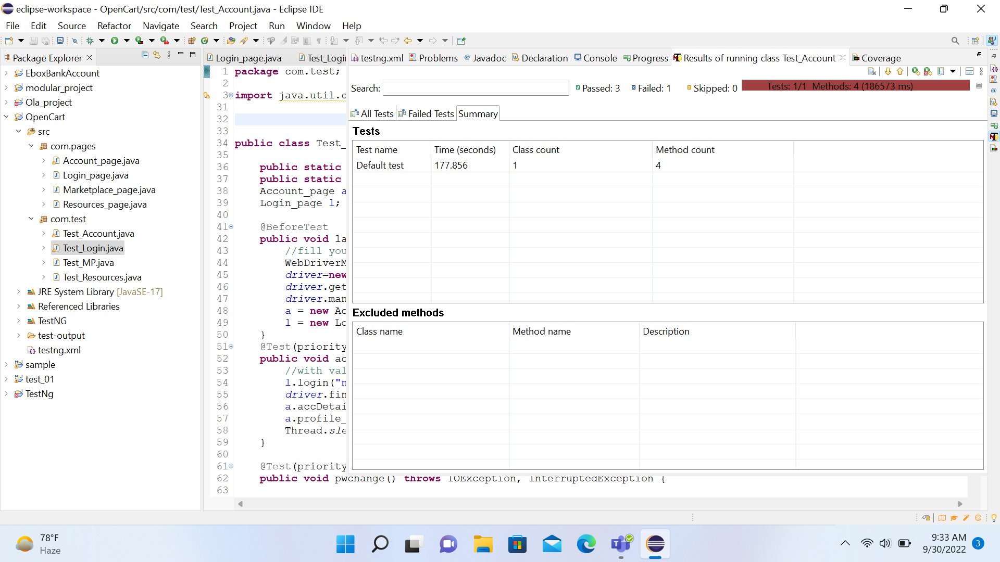 eclipse-workspace - OpenCart/src/com/test/Test_Account.java - Eclipse IDE
File Edit Source Refactor Navigate Search Project Run Window Help
Package Explorer
EboxBankAccount
modular_project
Ola_project
OpenCart
src
com.pages
Account_page.java
Login_page.java
Marketplace_page.java
Resources_page.java
com.test
Test_Account.java
Test_Login.java
Test_MP.java
Test_Resources.java
JRE System Library [JavaSE-17]
Referenced Libraries
TestNG
test-output
testng.xml
sample
test_01
TestNg
Login_page.java Test_Logi
1 package com.test;
2
3 import java.util.c
31
32
33
34 public class Test_
35
36 public static
37 public static
38 Account_page a
39 Login_page l;
40
41 @BeforeTest
42 public void la
43 //fill you
44 WebDriverM
45 driver=new
46 driver.get
47 driver.man
48 a = new Ac
49 l = new Lo
50 }
51 @Test(priority
52 public void ac
53 //with val
54 l.login("n
55 driver.fin
56 a.accDetai
57 a.profile_
58 Thread.sle
59 }
60
61 @Test(priority
62 public void pwchange() throws IOException, InterruptedException {
63
testng.xml Problems Javadoc Declaration Console Progress Results of running class Test_Account Coverage
Search: Passed: 3 Failed: 1 Skipped: 0 Tests: 1/1 Methods: 4 (186573 ms)
All Tests Failed Tests Summary
Tests
Test name Time (seconds) Class count Method count
Default test 177.856 1 4
Excluded methods
Class name Method name Description
78°F
Haze
9:33 AM
9/30/2022
3